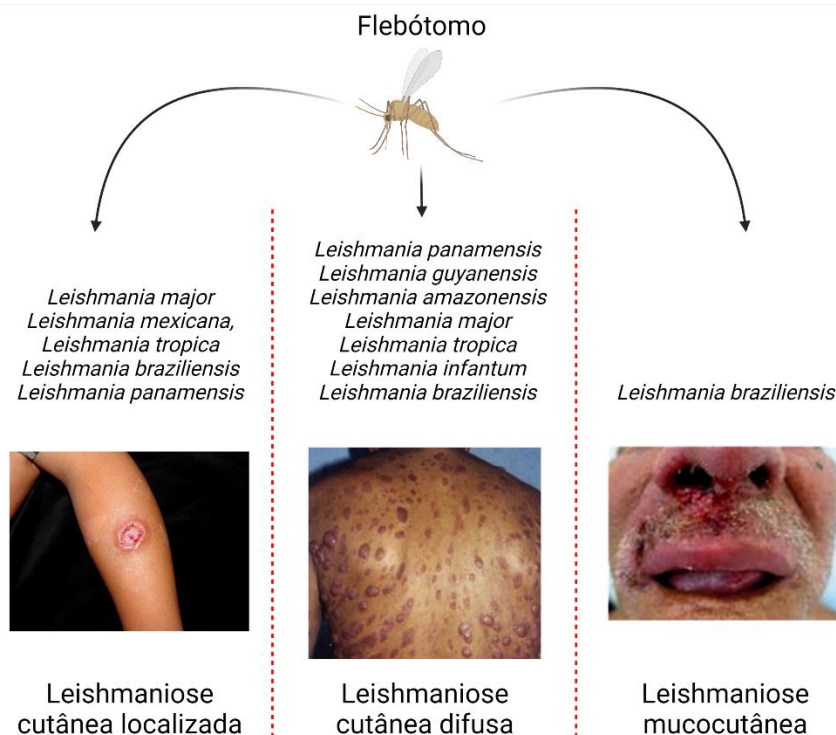 Flebótomo
Leishmania major
Leishmania mexicana,
Leishmania tropica
Leishmania braziliensis
Leishmania panamensis
Leishmania panamensis
Leishmania guyanensis
Leishmania amazonensis
Leishmania major
Leishmania tropica
Leishmania infantum
Leishmania braziliensis
Leishmania braziliensis
Leishmaniose
cutânea localizada
Leishmaniose
cutânea difusa
Leishmaniose
mucocutânea